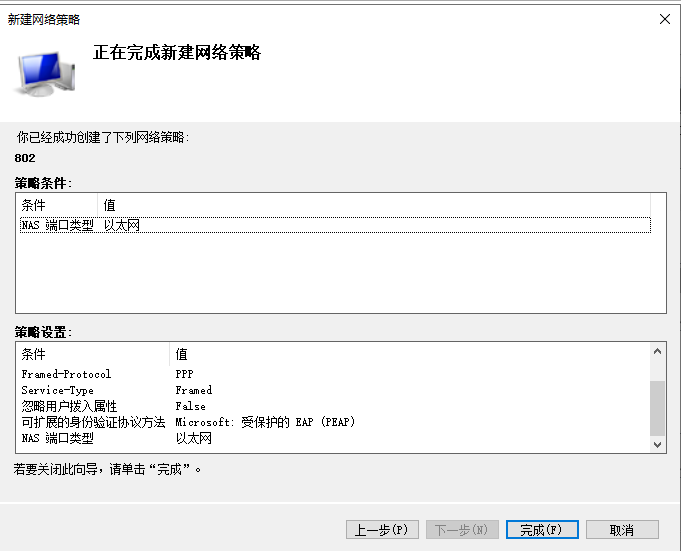 新建网络策略
正在完成新建网络策略
你已经成功创建了下列网络策略:
802
策略条件:
条件 值
NAS 端口类型 以太网
策略设置:
条件 值
Framed-Protocol PPP
Service-Type Framed
忽略用户拨入属性 False
可扩展的身份验证协议方法 Microsoft: 受保护的 EAP (PEAP)
NAS 端口类型 以太网
若要关闭此向导，请单击“完成”。
上一步(P) 下一步(N) 完成(F) 取消